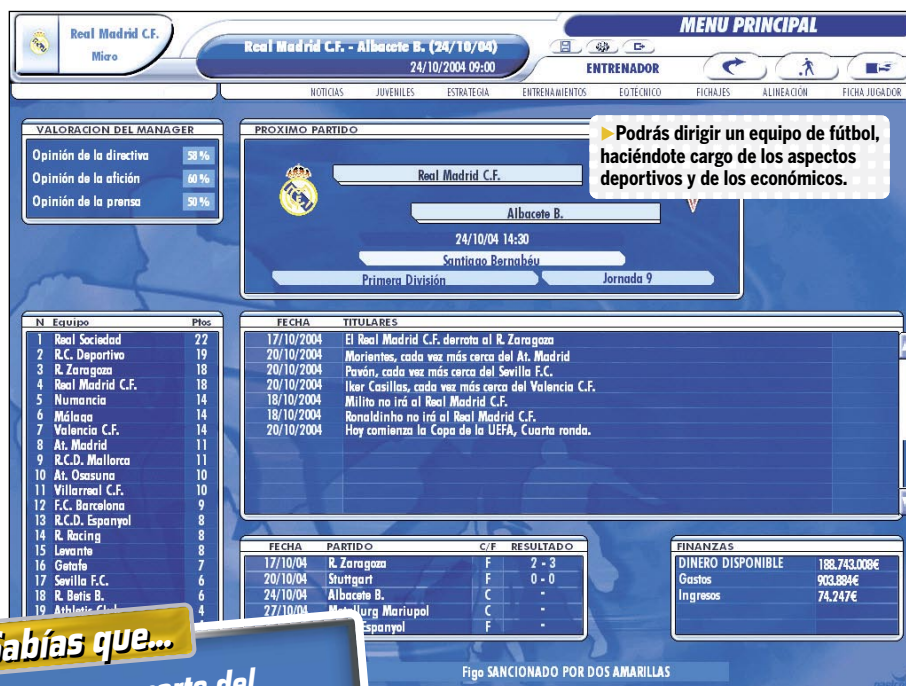 Real Madrid C.F.
Micro
Real Madrid C.F. - Albacete B. (24/10/04)
24/10/2004 09:00
MENU PRINCIPAL
ENTRENADOR
NOTICIAS JUVENILES ESTRATEGIA ENTRENAMIENTOS EQ.TÉCNICO FICHAJES ALINEACIÓN FICHA JUGADOR
VALORACION DEL MANAGER
Opinión de la directiva 58 %
Opinión de la afición 60 %
Opinión de la prensa 50 %
PROXIMO PARTIDO
Real Madrid C.F.
Albacete B.
24/10/04 14:30
Santiago Bernabéu
Primera División Jornada 9
Podrás dirigir un equipo de fútbol,
haciéndote cargo de los aspectos
deportivos y de los económicos.
N Equipo Ptos
1 Real Sociedad 22
2 R.C. Deportivo 19
3 R. Zaragoza 18
4 Real Madrid C.F. 18
5 Numancia 14
6 Málaga 14
7 Valencia C.F. 14
8 At. Madrid 11
9 R.C.D. Mallorca 11
10 At. Osasuna 10
11 Villarreal C.F. 10
12 F.C. Barcelona 9
13 R.C.D. Espanyol 8
14 R. Racing 8
15 Levante 8
16 Getafe 7
17 Sevilla F.C. 6
18 R. Betis B. 6
19 Athletic Club 4
FECHA TITULARES
17/10/2004 El Real Madrid C.F. derrota al R. Zaragoza
20/10/2004 Morientes, cada vez más cerca del At. Madrid
20/10/2004 Pavón, cada vez más cerca del Sevilla F.C.
20/10/2004 Iker Casillas, cada vez más cerca del Valencia C.F.
18/10/2004 Milito no irá al Real Madrid C.F.
18/10/2004 Ronaldinho no irá al Real Madrid C.F.
20/10/2004 Hoy comienza la Copa de la UEFA, Cuarta ronda.
FECHA PARTIDO C/F RESULTADO
17/10/04 R. Zaragoza F 2 - 3
20/10/04 Stuttgart F 0 - 0
24/10/04 Albacete B. C -
27/10/04 Metallurg Mariupol C -
Espanyol F -
FINANZAS
DINERO DISPONIBLE 188.743.008€
Gastos 903.884€
Ingresos 74.247€
Sabías que...
del
Figo SANCIONADO POR DOS AMARILLAS